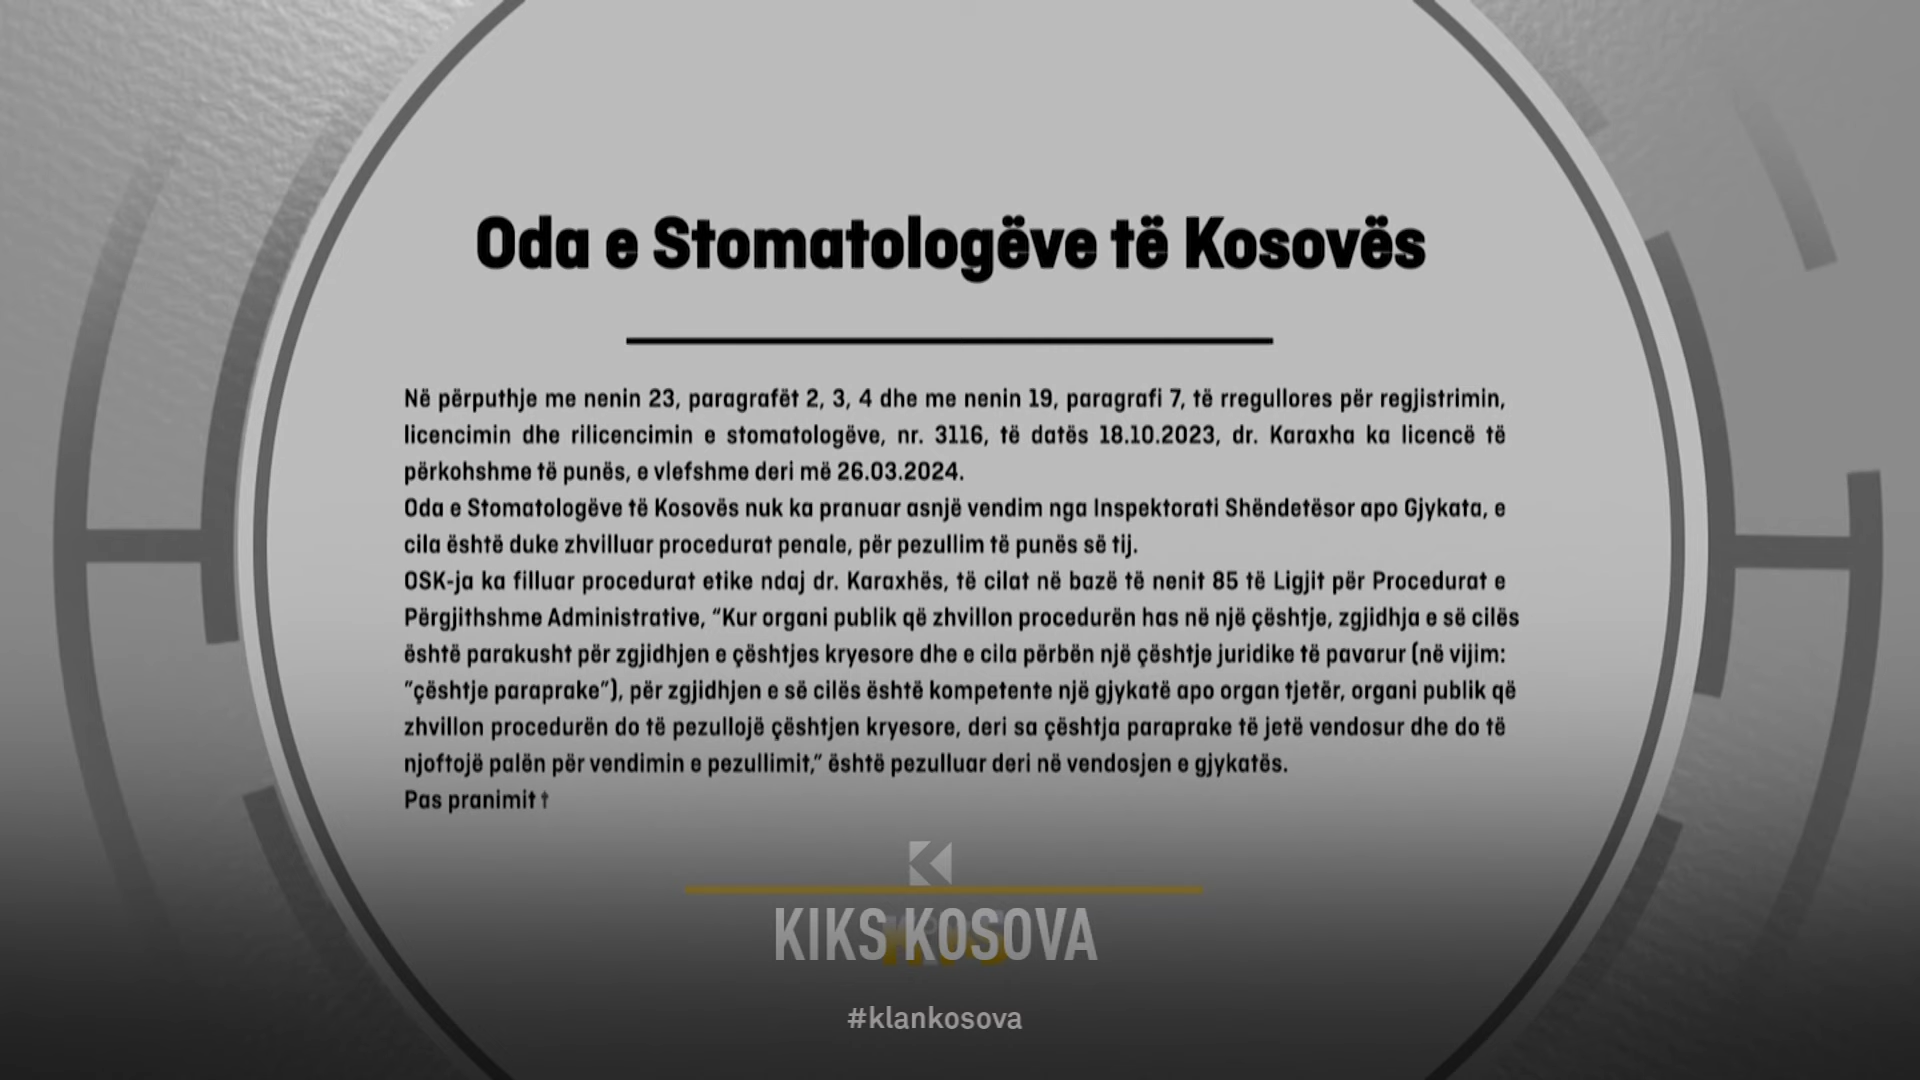 Oda e Stomatologëve të Kosovës
Në përputhje me nenin 23, paragrafët 2, 3, 4 dhe me nenin 19, paragrafi 7, të rregullores për regjistrimin,
licencimin dhe rilicencimin e stomatologëve, nr. 3116, të datës 18.10.2023, dr. Karaxha ka licencë të
përkohshme të punës, e vlefshme deri më 26.03.2024.
Oda e Stomatologëve të Kosovës nuk ka pranuar asnjë vendim nga Inspektorati Shëndetësor apo Gjykata, e
cila është duke zhvilluar procedurat penale, për pezullim të punës së tij.
OSK-ja ka filluar procedurat etike ndaj dr. Karaxhës, të cilat në bazë të nenit 85 të Ligjit për Procedurat e
Përgjithshme Administrative, “Kur organi publik që zhvillon procedurën has në një çështje, zgjidhja e së cilës
është parakusht për zgjidhjen e çështjes kryesore dhe e cila përbën një çështje juridike të pavarur (në vijim:
“çështje paraprake”), për zgjidhjen e së cilës është kompetente një gjykatë apo organ tjetër, organi publik që
zhvillon procedurën do të pezullojë çështjen kryesore, deri sa çështja paraprake të jetë vendosur dhe do të
njoftojë palën për vendimin e pezullimit,” është pezulluar deri në vendosjen e gjykatës.
Pas pranimit
KIKS KOSOVA
#klankosova